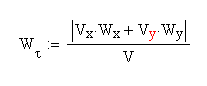 W_τ := |V_x·W_x + V_y·W_y| / V